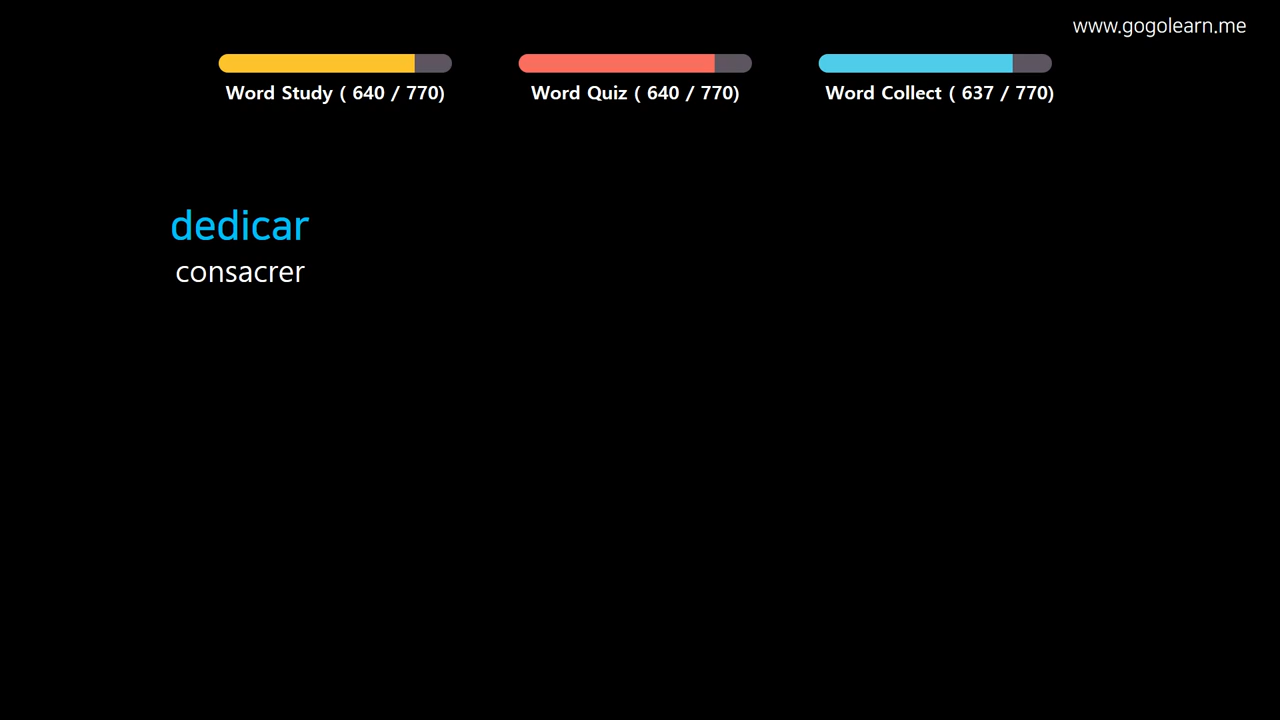 www.gogolearn.me
Word Study ( 640 / 770)
Word Quiz ( 640 / 770)
Word Collect ( 637 / 770)
dedicar
consacrer